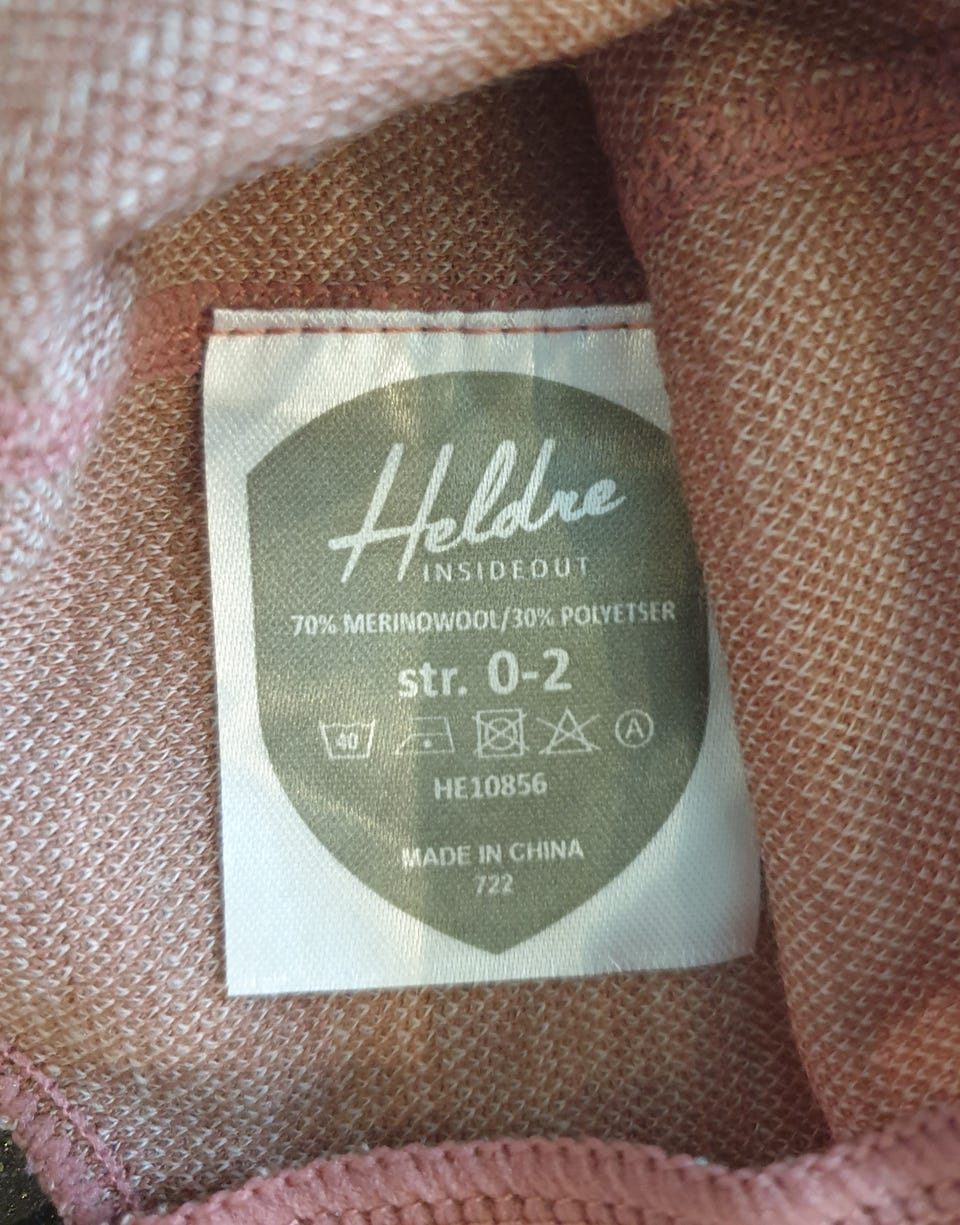 Heldre
INSIDEOUT
70% MERINOWOOL/30% POLYETSER
str. 0-2
40 A
HE10856
MADE IN CHINA
722